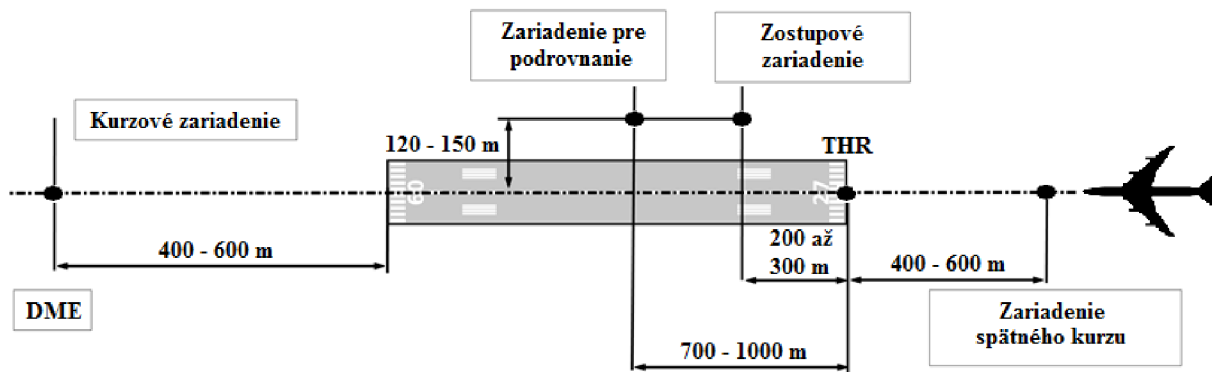 Zariadenie pre
podrovnanie
Zostupové
zariadenie
Kurzové zariadenie
120 - 150 m
THR
09
27
400 - 600 m
200 až
300 m
400 - 600 m
DME
Zariadenie
spätného kurzu
700 - 1000 m